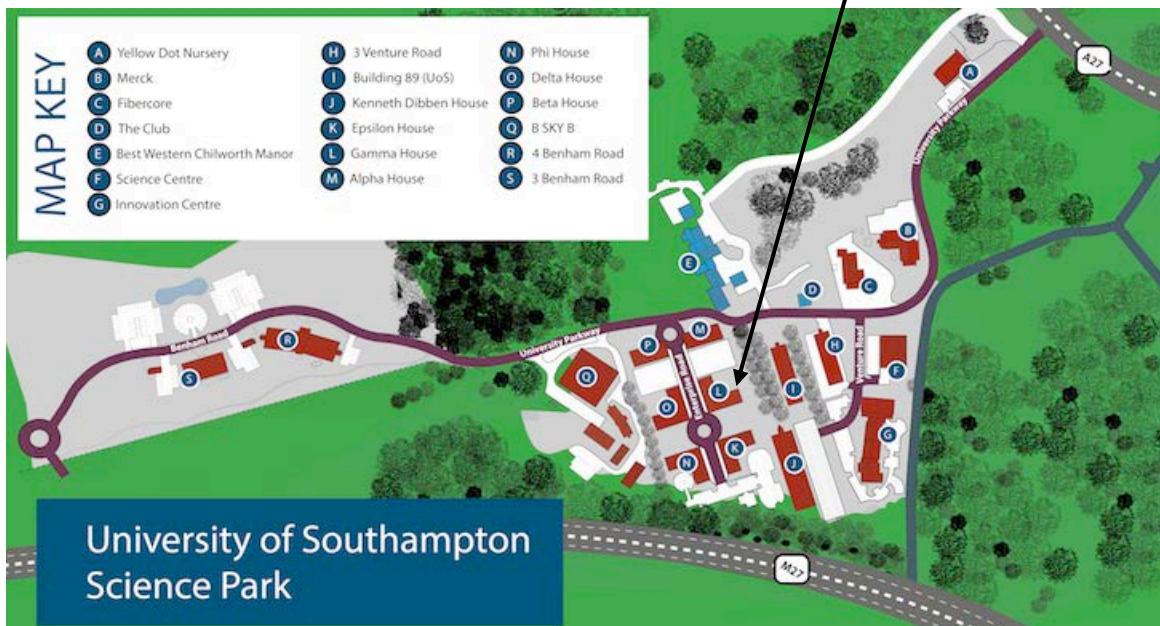 MAP KEY
A Yellow Dot Nursery
B Merck
C Fibercore
D The Club
E Best Western Chilworth Manor
F Science Centre
G Innovation Centre
H 3 Venture Road
I Building 89 (UoS)
J Kenneth Dibben House
K Epsilon House
L Gamma House
M Alpha House
N Phi House
O Delta House
P Beta House
Q B SKY B
R 4 Benham Road
S 3 Benham Road
A27
A
University Parkway
B
E
C
D
Benham Road
R
S
University Parkway
P
M
H
Venture Road
F
Q
Enterprise Road
L
I
O
G
K
N
J
M27
University of Southampton
Science Park